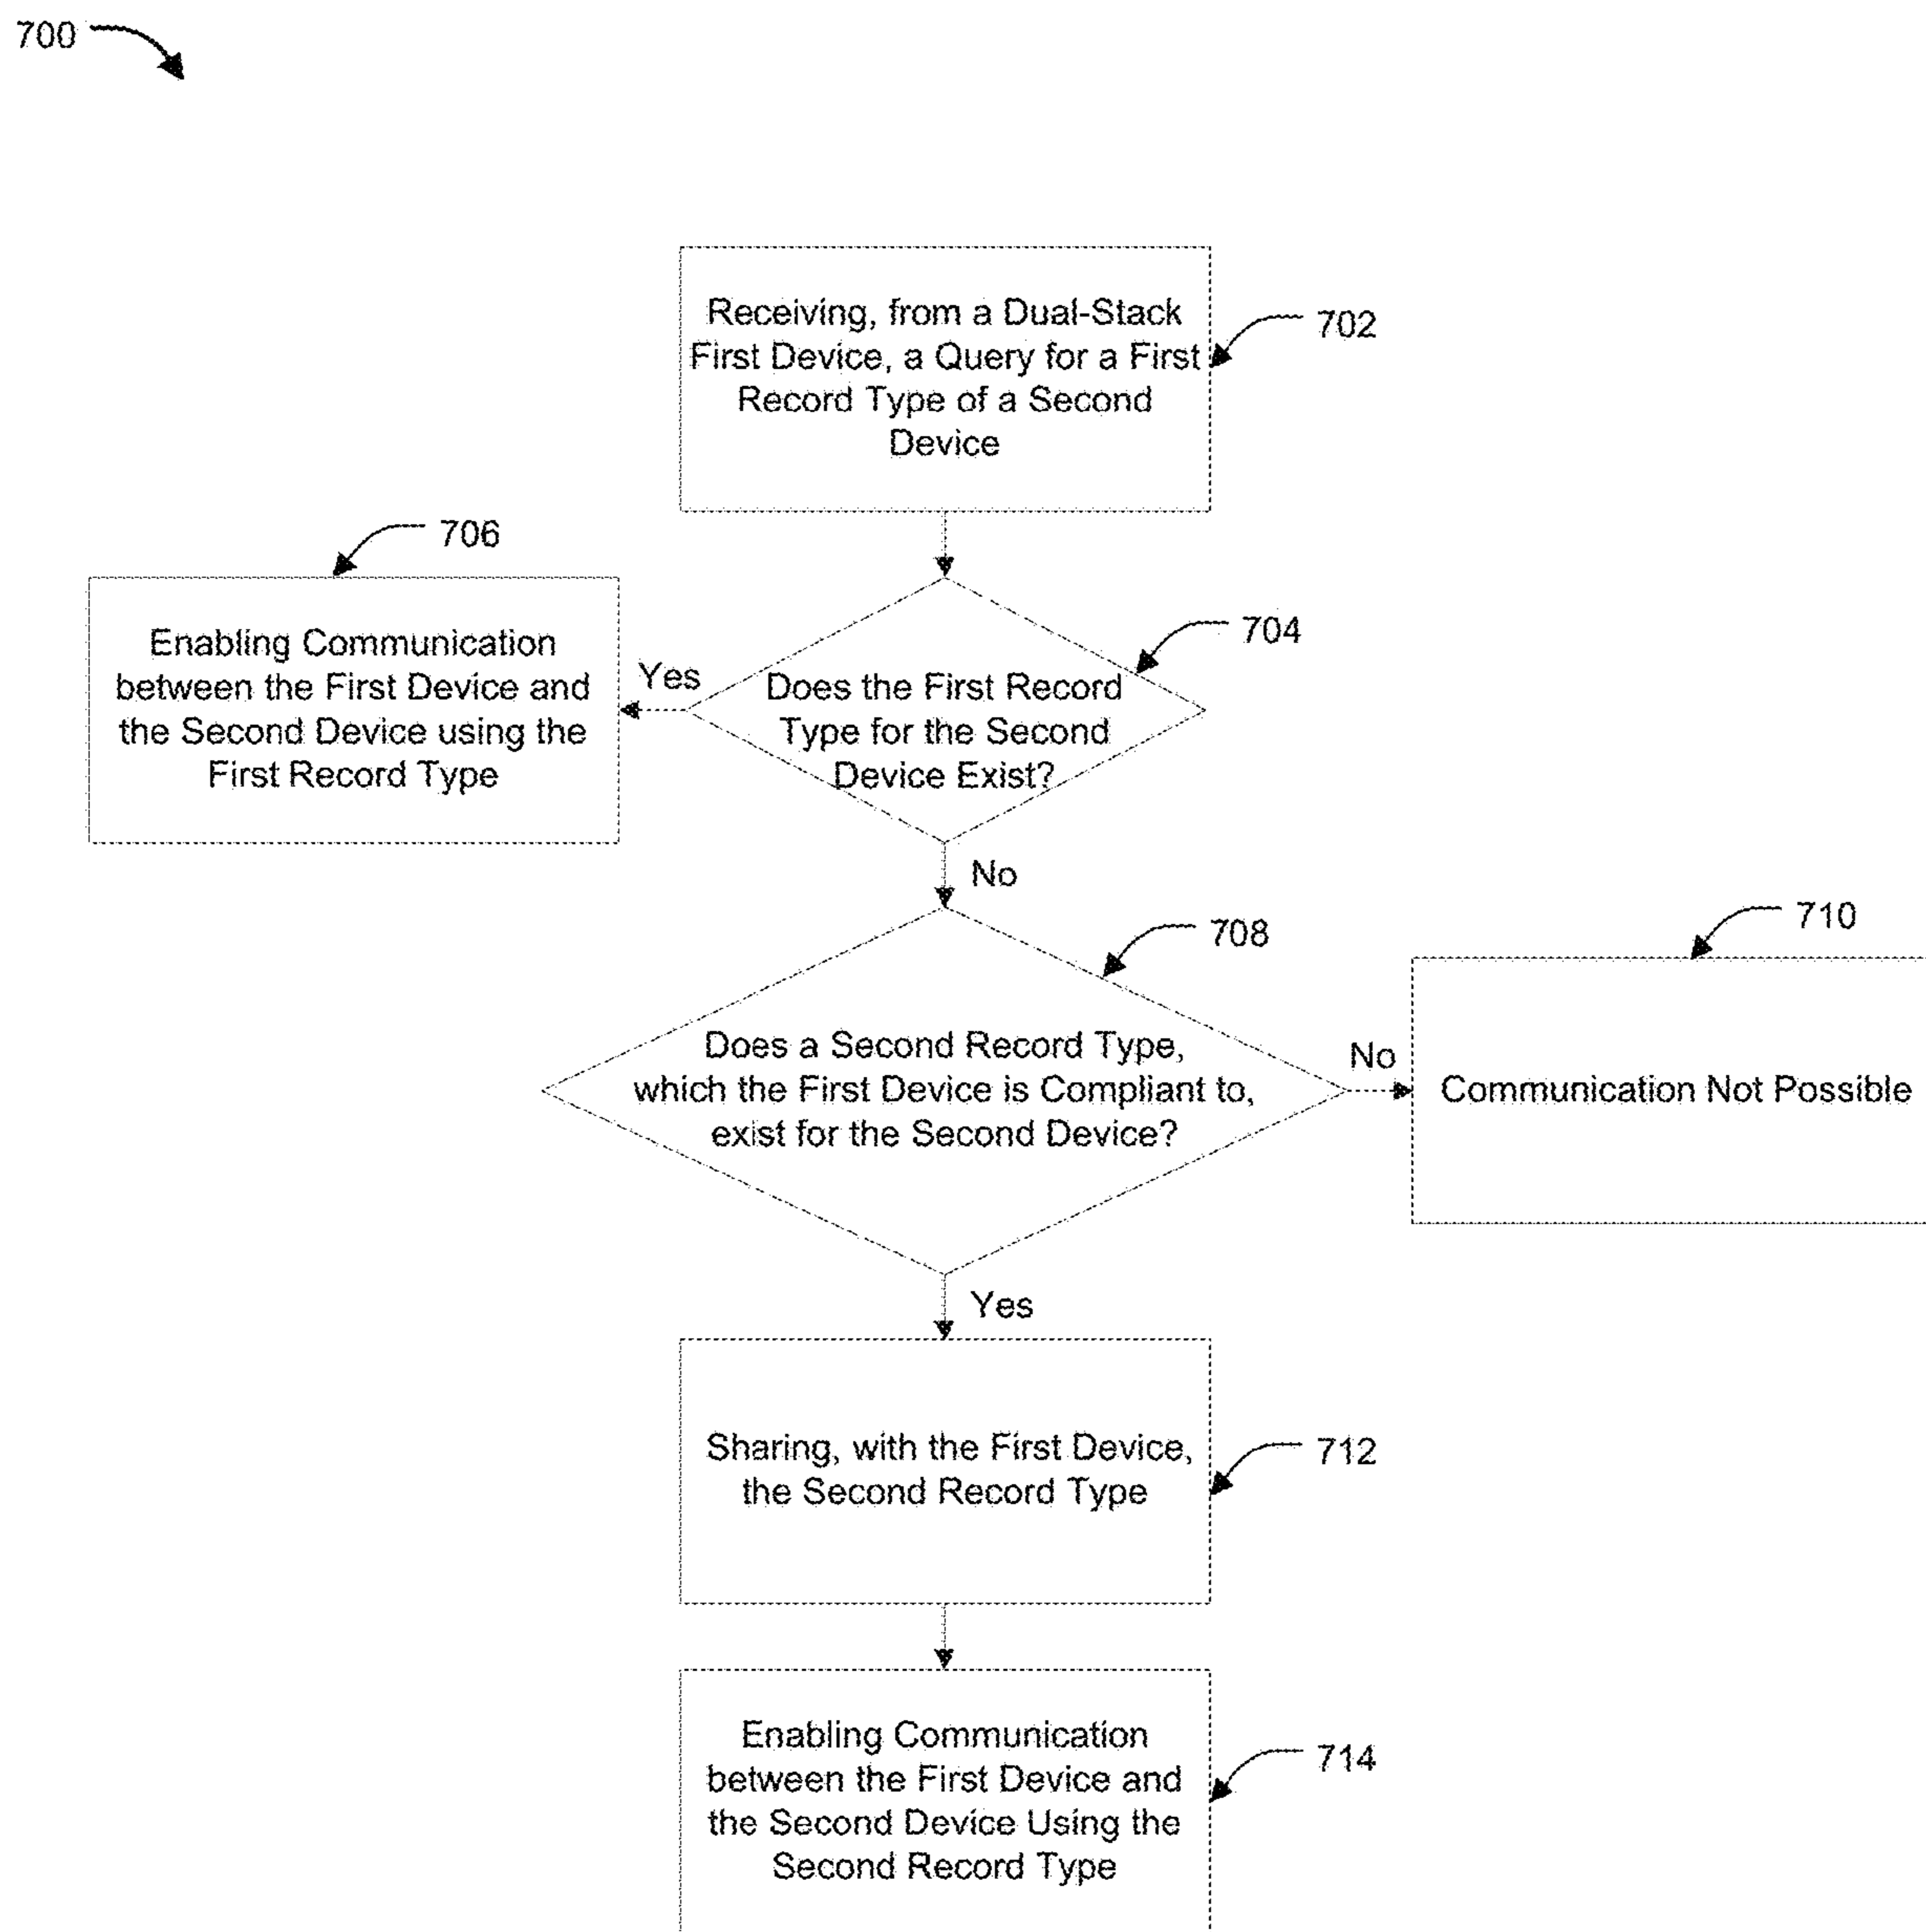 700
Receiving, from a Dual-Stack
First Device, a Query for a First
Record Type of a Second
Device
702
706
Enabling Communication
between the First Device and
the Second Device using the
First Record Type
Yes
704
Does the First Record
Type for the Second
Device Exist?
No
708
710
Does a Second Record Type,
which the First Device is Compliant to,
exist for the Second Device?
No
Communication Not Possible
Yes
Sharing, with the First Device,
the Second Record Type
712
Enabling Communication
between the First Device and
the Second Device Using the
Second Record Type
714